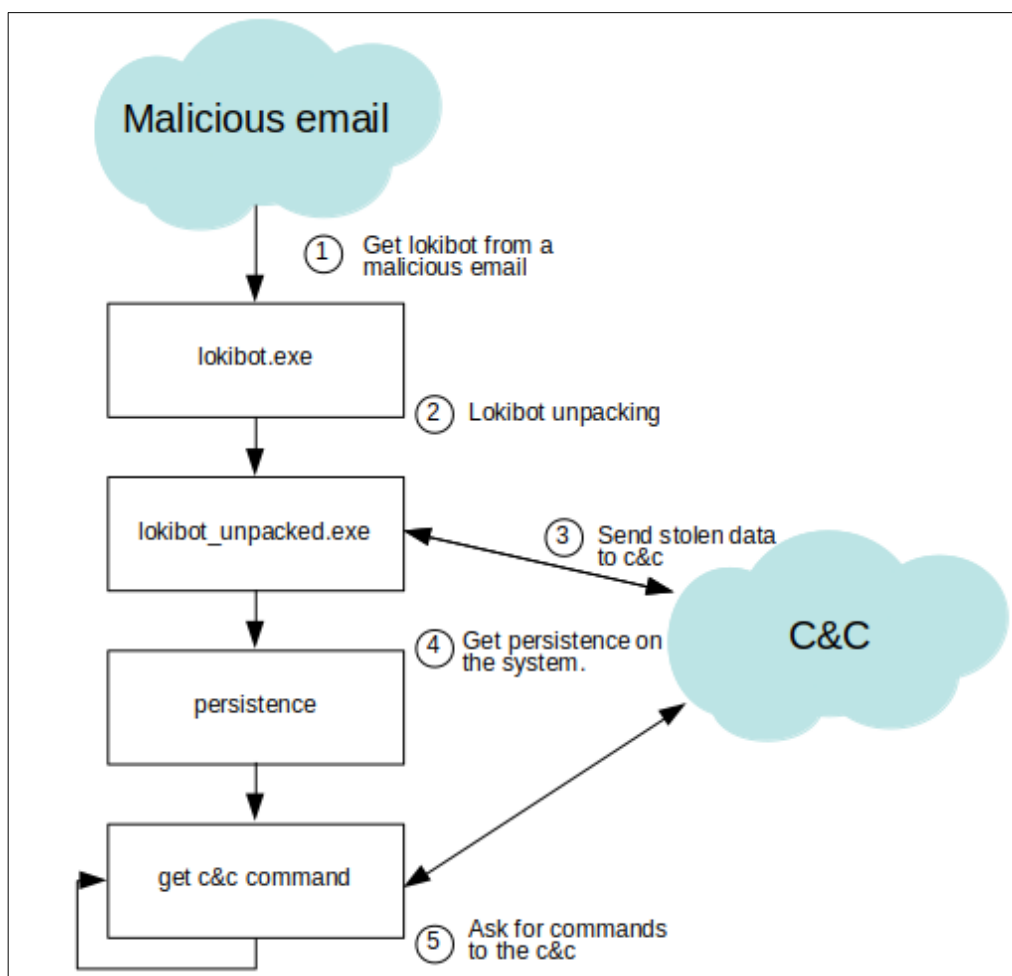 Malicious email
1 Get lokibot from a
malicious email
lokibot.exe
2 Lokibot unpacking
lokibot_unpacked.exe
3 Send stolen data
to c&c
C&C
4 Get persistence on
the system.
persistence
get c&c command
5 Ask for commands
to the c&c